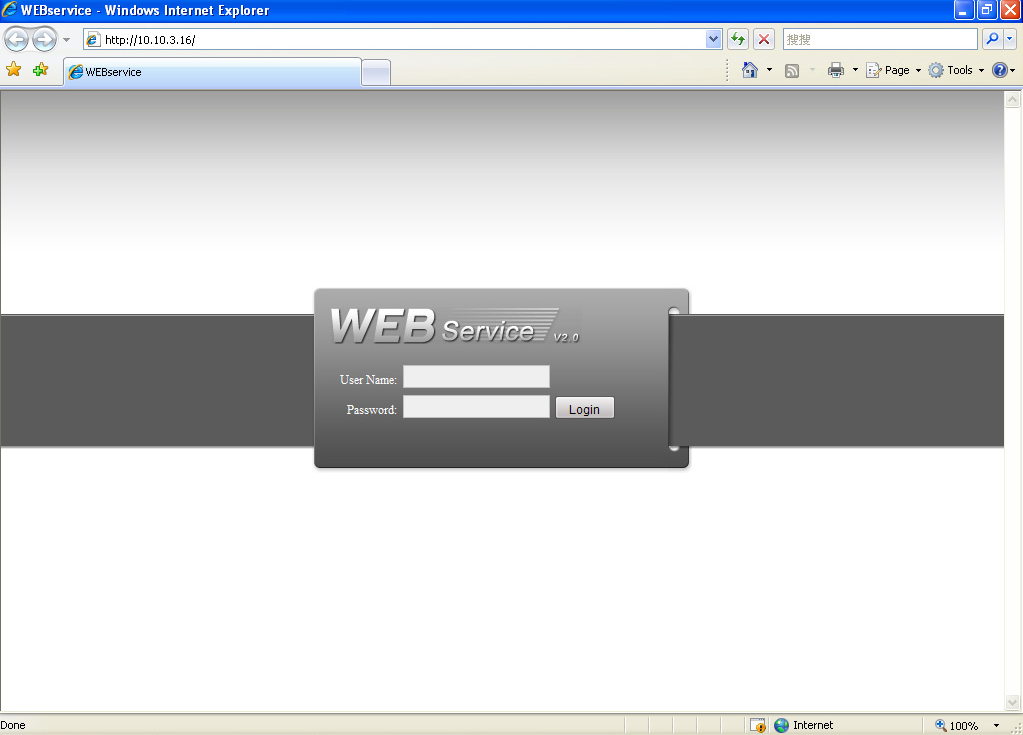 WEBservice - Windows Internet Explorer
http://10.10.3.16/
搜搜
WEBservice
Page
Tools
WEB Service V2.0
User Name:
Password:
Login
Done
Internet
100%